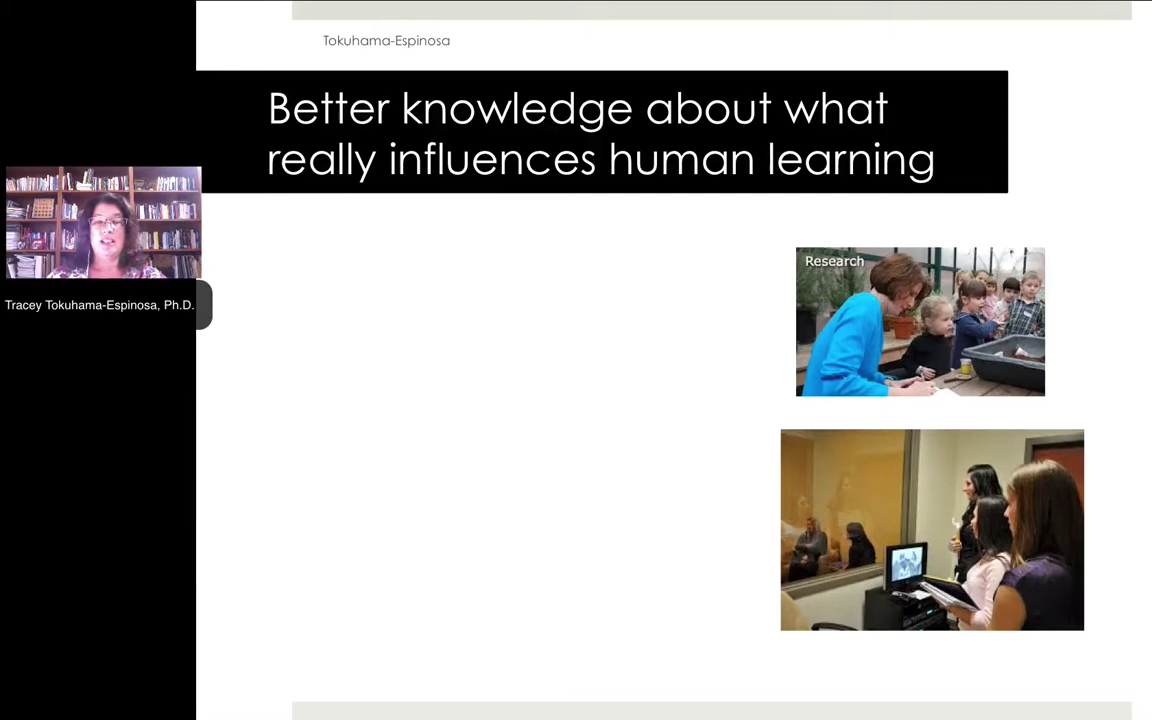 Tokuhama-Espinosa
Better knowledge about what
really influences human learning
Tracey Tokuhama-Espinosa, Ph.D.
Research